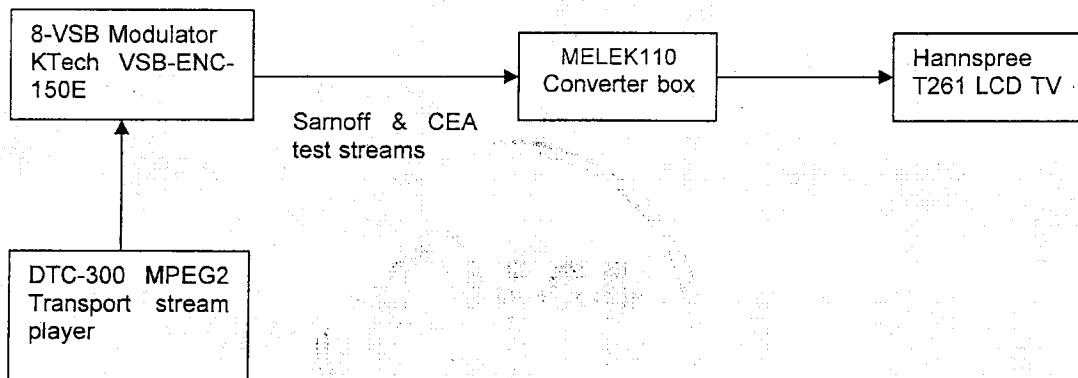 8-VSB Modulator
KTech VSB-ENC-
150E
MELEK110
Converter box
Hannspree
T261 LCD TV
Sarnoff & CEA
test streams
DTC-300 MPEG2
Transport stream
player